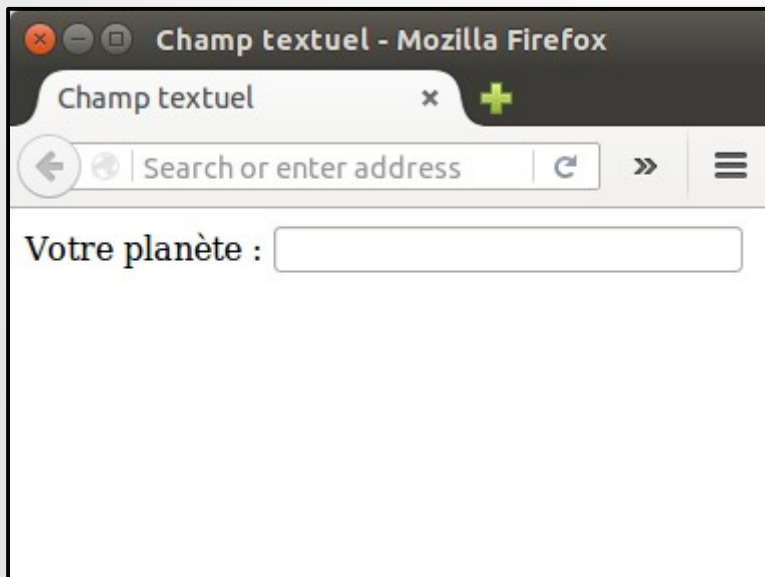 Champ textuel - Mozilla Firefox
Champ textuel
Search or enter address
Votre planète :